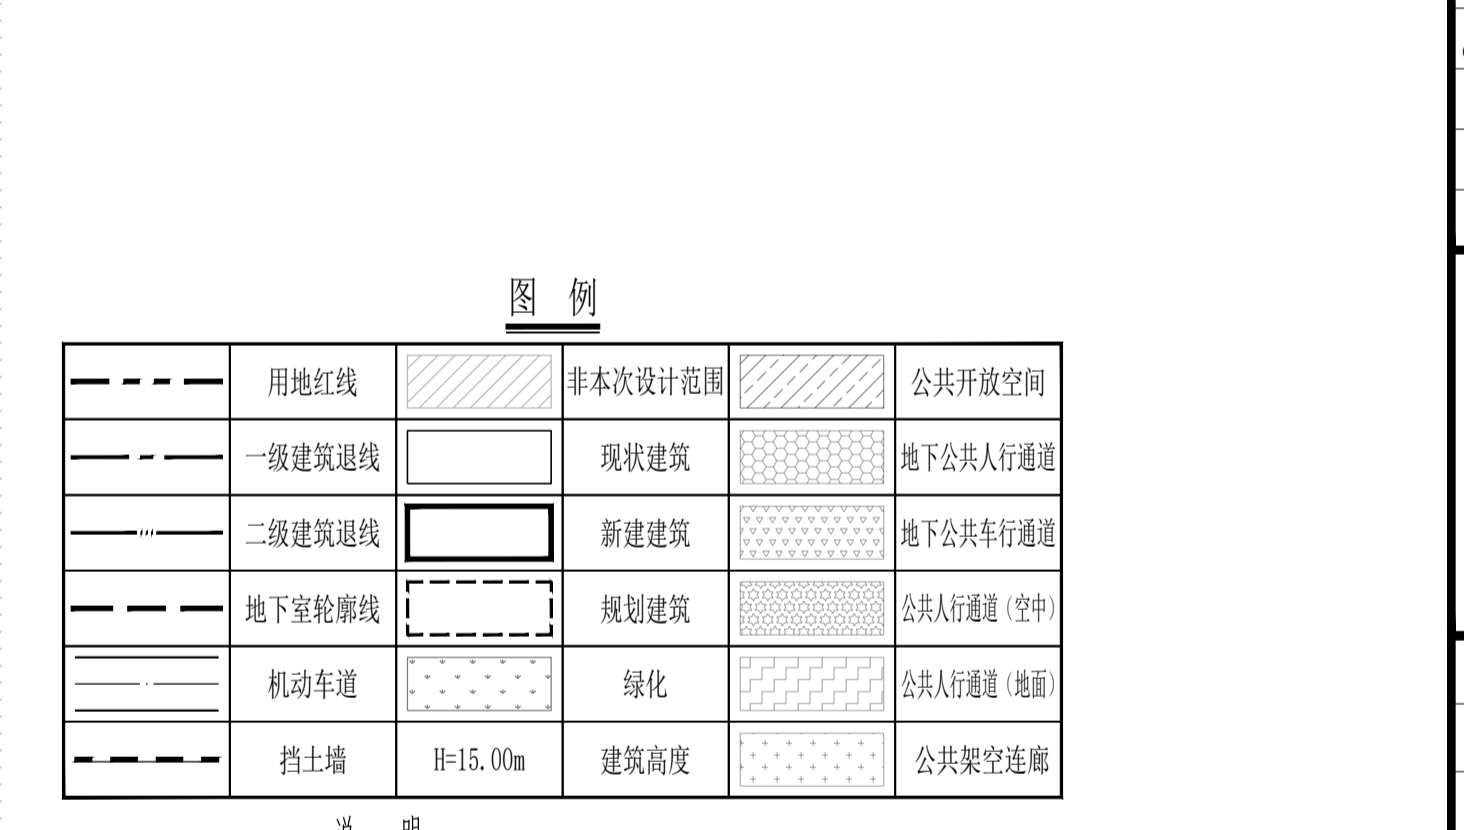 图 例
用地红线 非本次设计范围 公共开放空间
一级建筑退线 现状建筑 地下公共人行通道
二级建筑退线 新建建筑 地下公共车行通道
地下室轮廓线 规划建筑 公共人行通道（空中）
机动车道 绿化 公共人行通道（地面）
挡土墙 H=15.00m 建筑高度 公共架空连廊
说 明